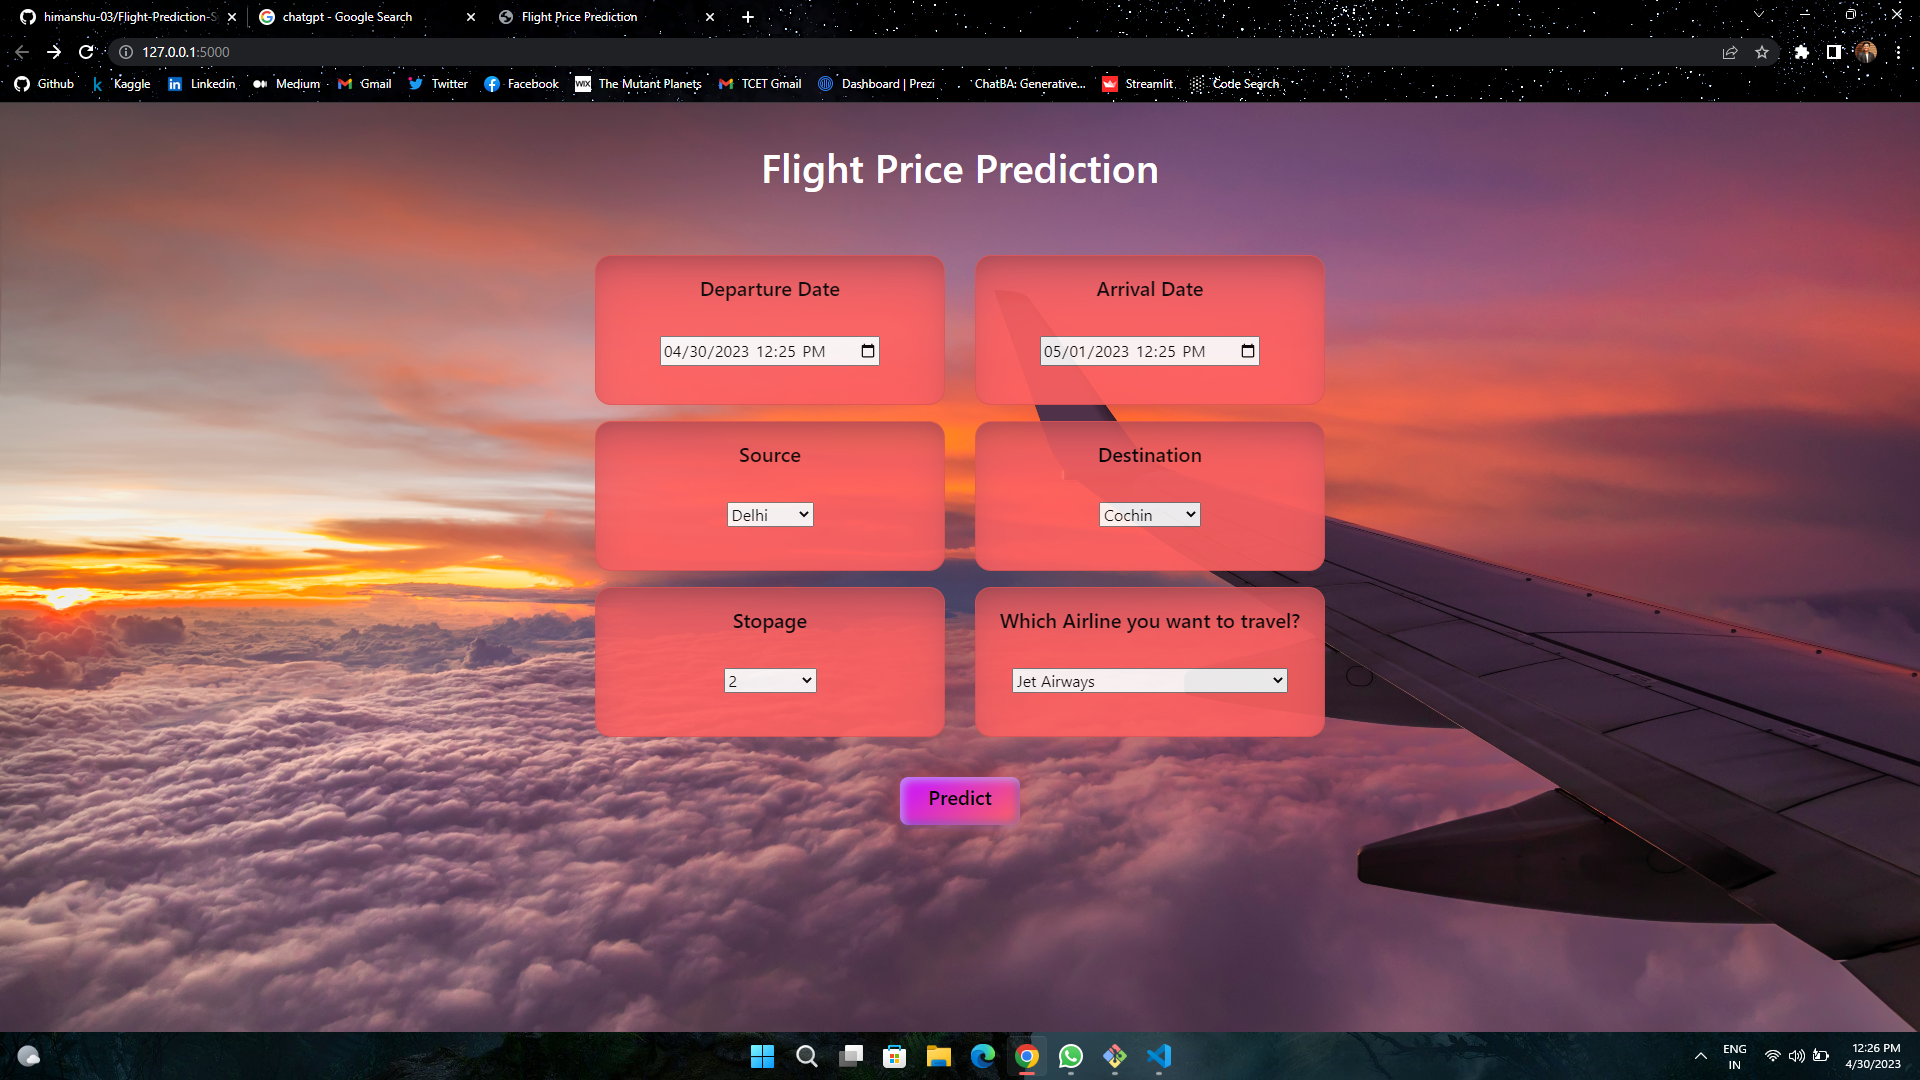 himanshu-03/Flight-Prediction-S
chatgpt - Google Search
Flight Price Prediction
127.0.0.1:5000
Github
Kaggle
Linkedin
Medium
Gmail
Twitter
Facebook
WIX
The Mutant Planets
TCET Gmail
Dashboard | Prezi
ChatBA: Generative...
Streamlit
Code Search
Flight Price Prediction
Departure Date
Arrival Date
04/30/2023 12:25 PM
05/01/2023 12:25 PM
Source
Destination
Delhi
Cochin
Stopage
Which Airline you want to travel?
2
Jet Airways
Predict
ENG
IN
12:26 PM
4/30/2023